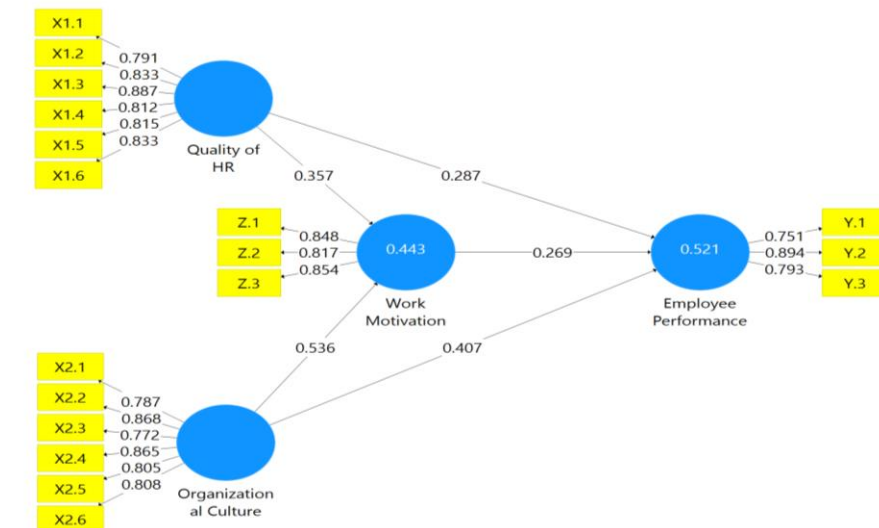 X1.1
X1.2
X1.3
X1.4
X1.5
X1.6
0.791
0.833
0.887
0.812
0.815
0.833
Quality of
HR
0.357
0.287
Z.1
Z.2
Z.3
0.848
0.817
0.854
0.443
Work
Motivation
0.269
0.521
Employee
Performance
0.751
0.894
0.793
Y.1
Y.2
Y.3
0.536
0.407
X2.1
X2.2
X2.3
X2.4
X2.5
X2.6
0.787
0.868
0.772
0.865
0.805
0.808
Organization
al Culture